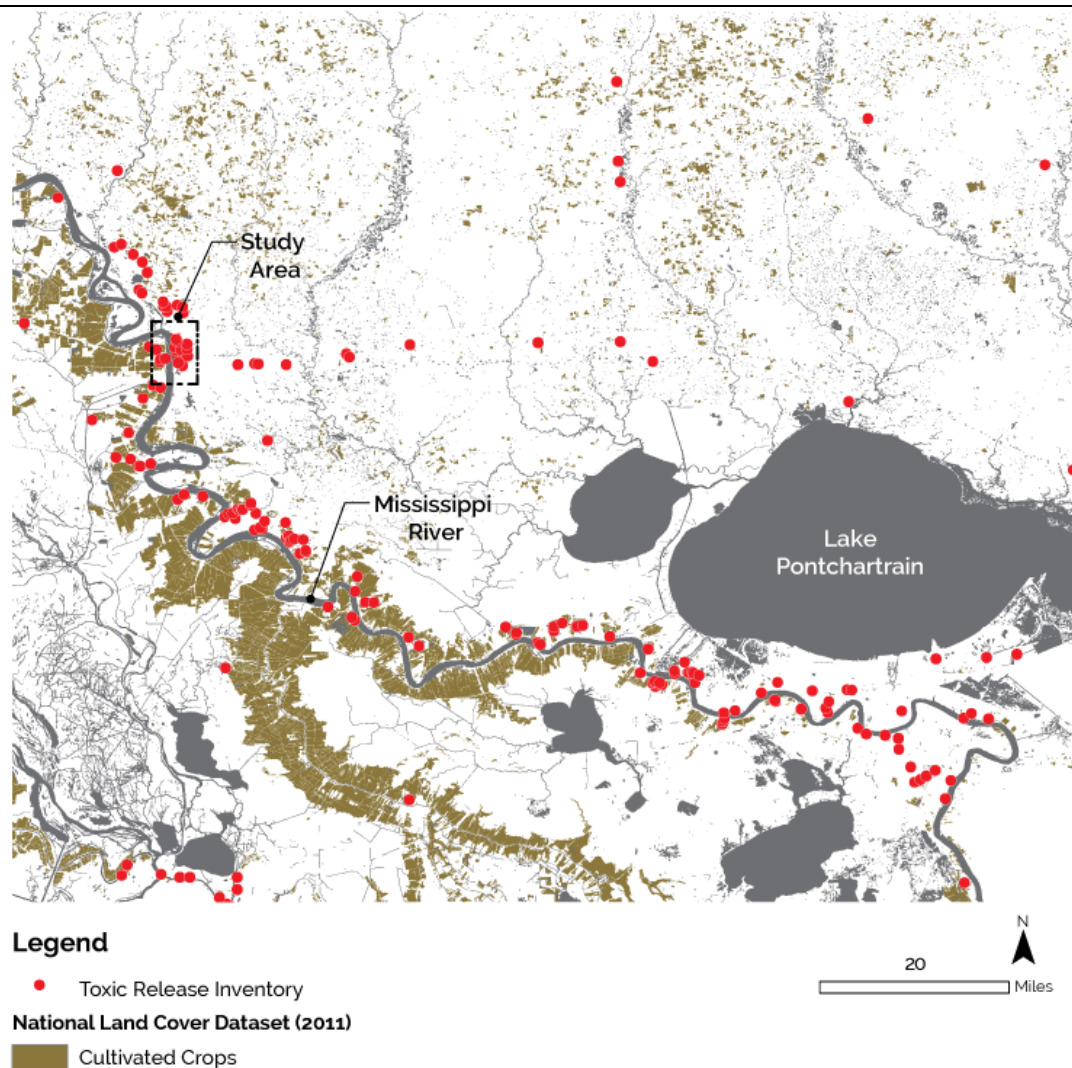 Study
Area
Mississippi
River
Lake
Pontchartrain
Legend
Toxic Release Inventory
National Land Cover Dataset (2011)
Cultivated Crops
N
20
Miles